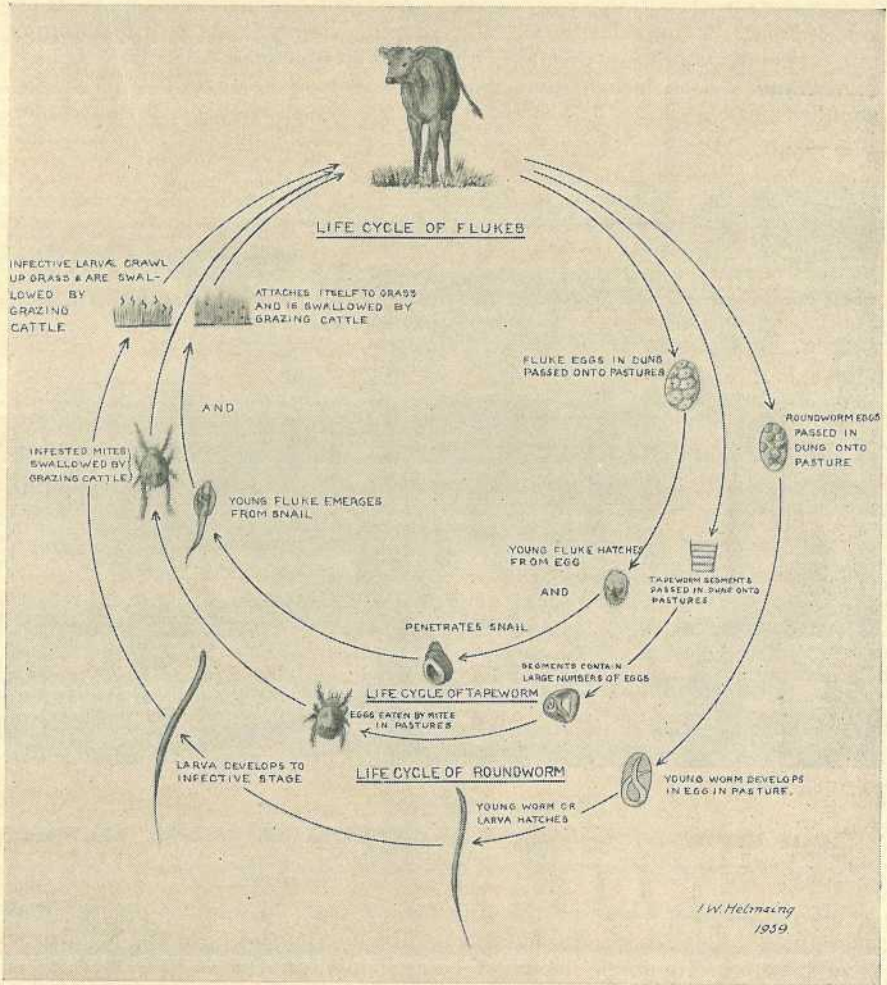 LIFE CYCLE OF FLUKES
INFECTIVE LARVÆ CRAWL
UP GRASS & ARE SWAL-
LOWED BY
GRAZING
CATTLE
ATTACHES ITSELF TO GRASS
AND IS SWALLOWED BY
GRAZING CATTLE
FLUKE EGGS IN DUNG
PASSED ONTO PASTURES
AND
ROUNDWORM EGGS
PASSED IN
DUNG ONTO
PASTURE
INFESTED MITES
SWALLOWED BY
GRAZING CATTLE
YOUNG FLUKE EMERGES
FROM SNAIL
YOUNG FLUKE HATCHES
FROM EGG
AND
TAPEWORM SEGMENTS
PASSED IN DUNG ONTO
PASTURES
PENETRATES SNAIL
SEGMENTS CONTAIN
LARGE NUMBERS OF EGGS
LIFE CYCLE OF TAPEWORM
EGGS EATEN BY MITES
IN PASTURES
LARVA DEVELOPS TO
INFECTIVE STAGE
LIFE CYCLE OF ROUNDWORM
YOUNG WORM DEVELOPS
IN EGG IN PASTURE.
YOUNG WORM OR
LARVA HATCHES
I.W. Helmsing
1959.